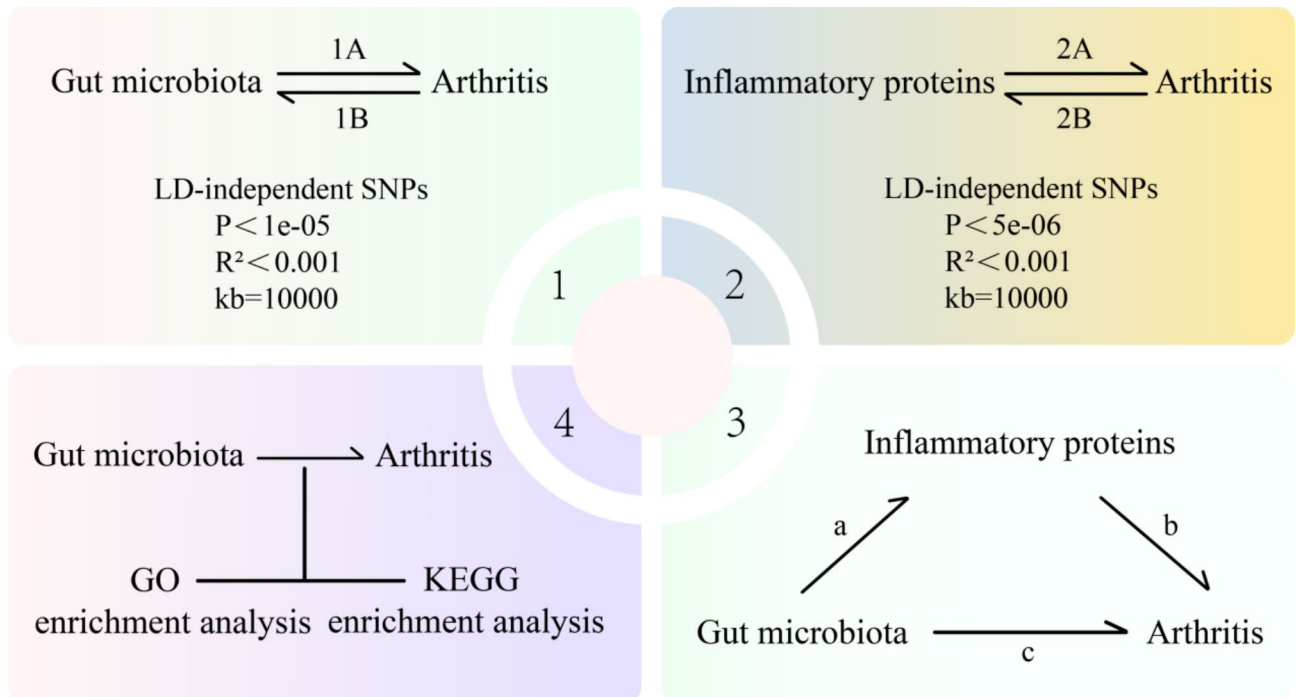 1A
Gut microbiota Arthritis
1B
LD-independent SNPs
P<1e-05
R²<0.001
kb=10000
1
2A
Inflammatory proteins Arthritis
2B
LD-independent SNPs
P<5e-06
R²<0.001
kb=10000
2
4
Gut microbiota Arthritis
GO KEGG
enrichment analysis enrichment analysis
3
Inflammatory proteins
a b
Gut microbiota Arthritis
c